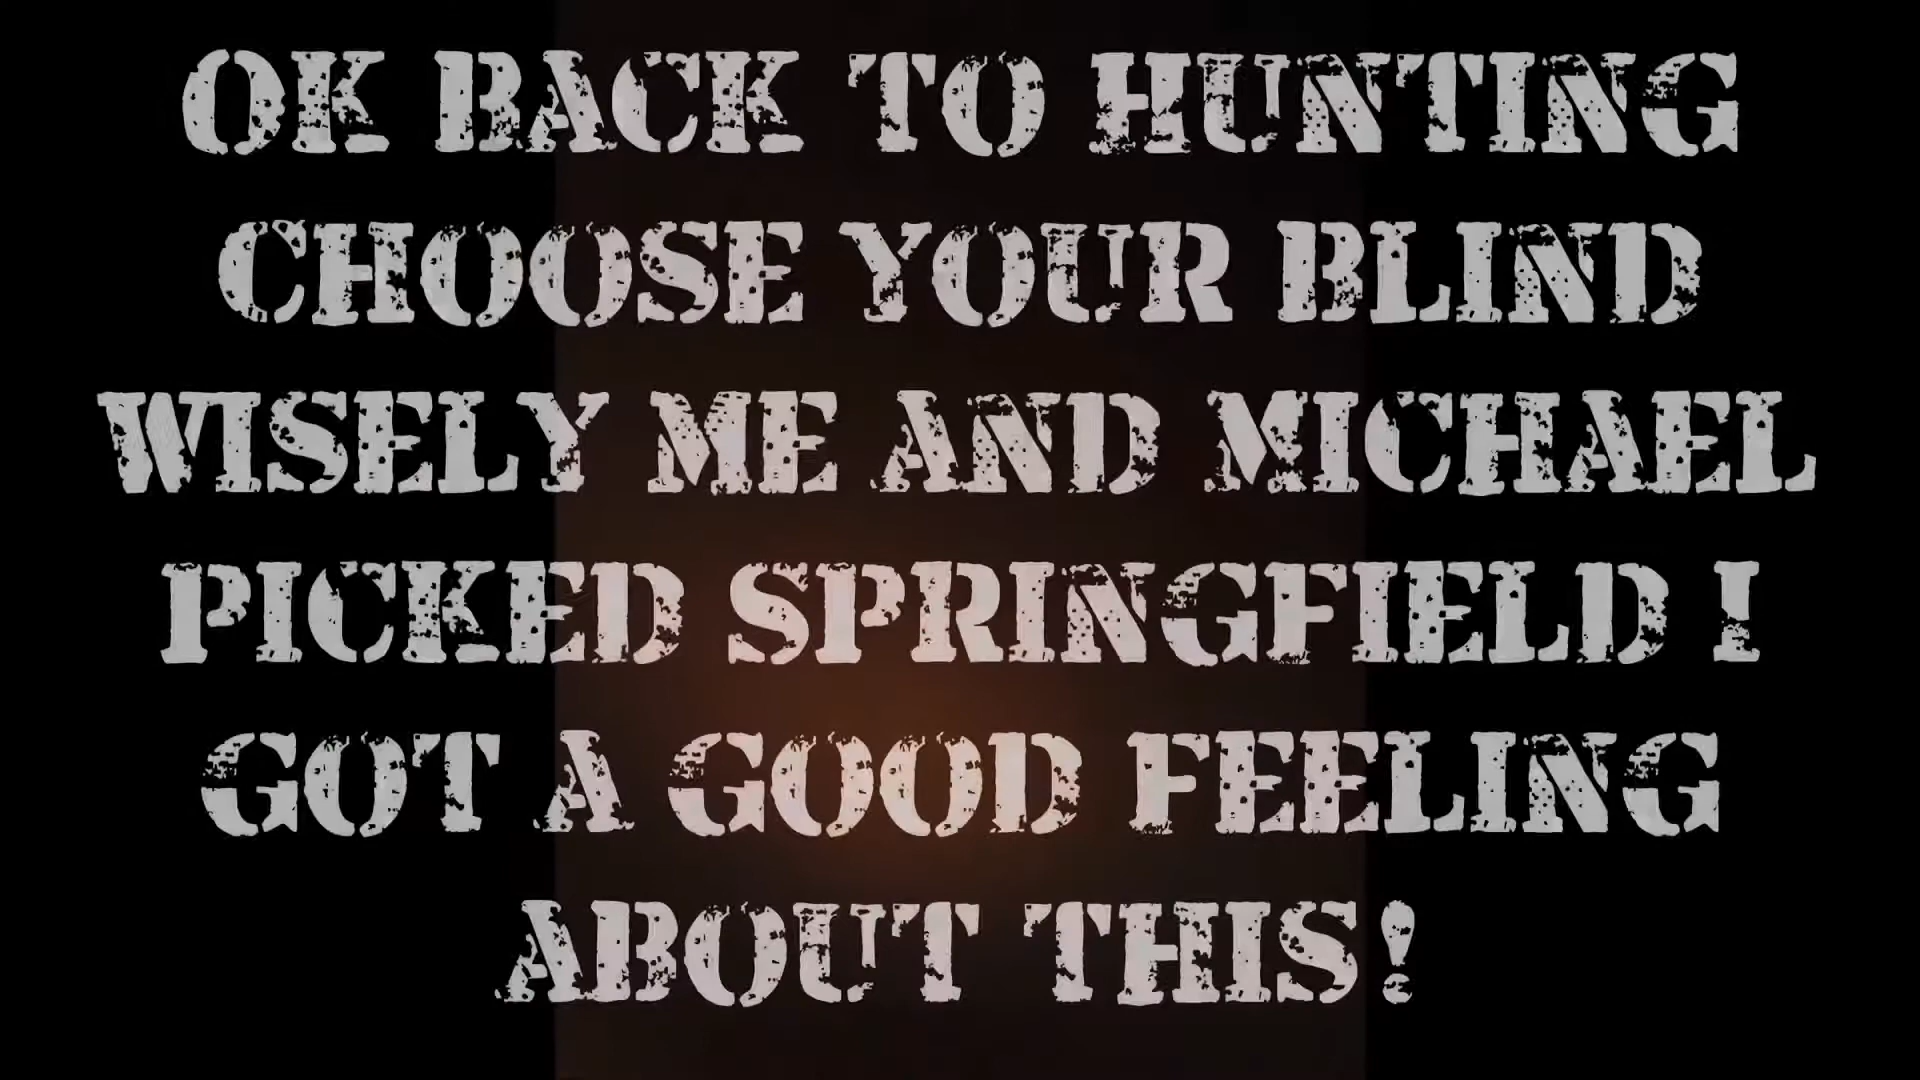 OK BACK TO HUNTING
CHOOSE YOUR BLIND
WISELY ME AND MICHAEL
PICKED SPRINGFIELD I
GOT A GOOD FEELING
ABOUT THIS!